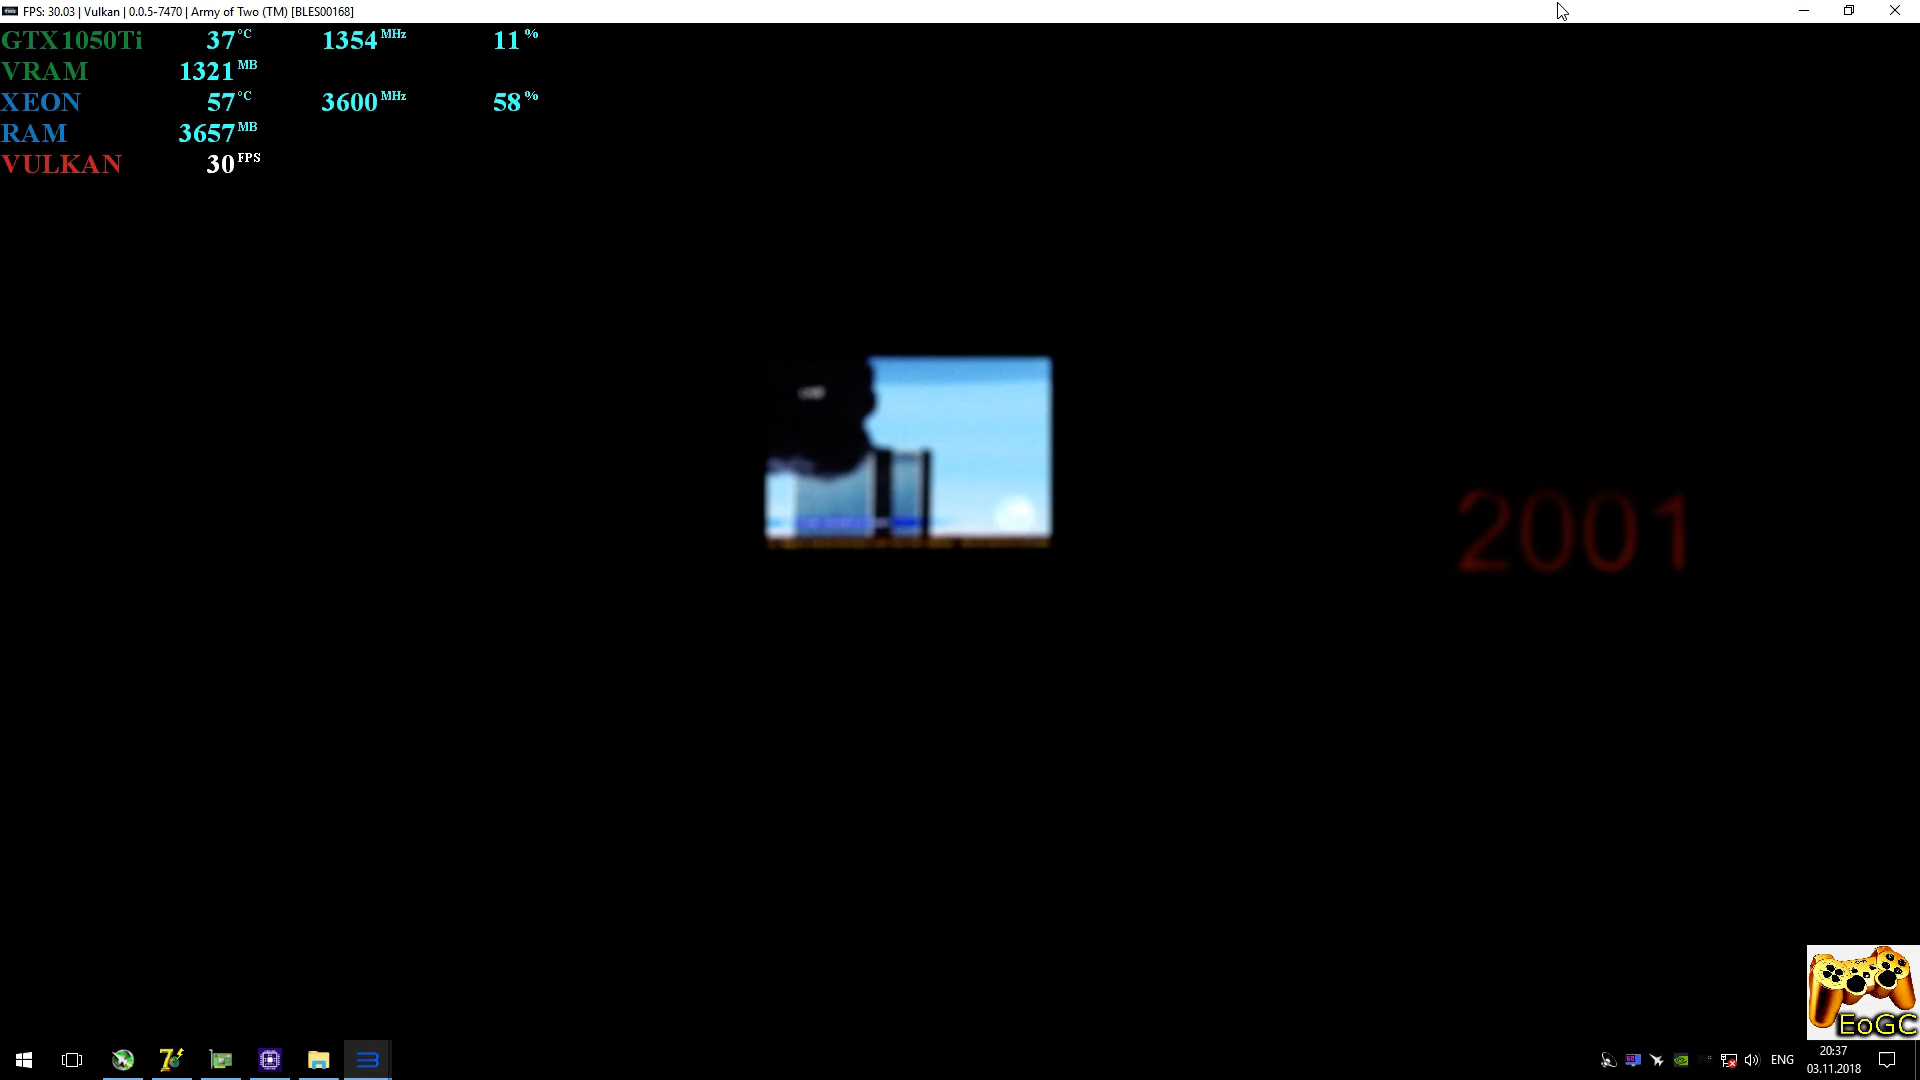 FPS: 30.03 | Vulkan | 0.0.5-7470 | Army of Two (TM) [BLES00168]
GTX1050Ti 37 °C 1354 MHz 11 %
VRAM 1321 MB
XEON 57 °C 3600 MHz 58 %
RAM 3657 MB
VULKAN 30 FPS
2001
EoGC
ENG 20:37
03.11.2018